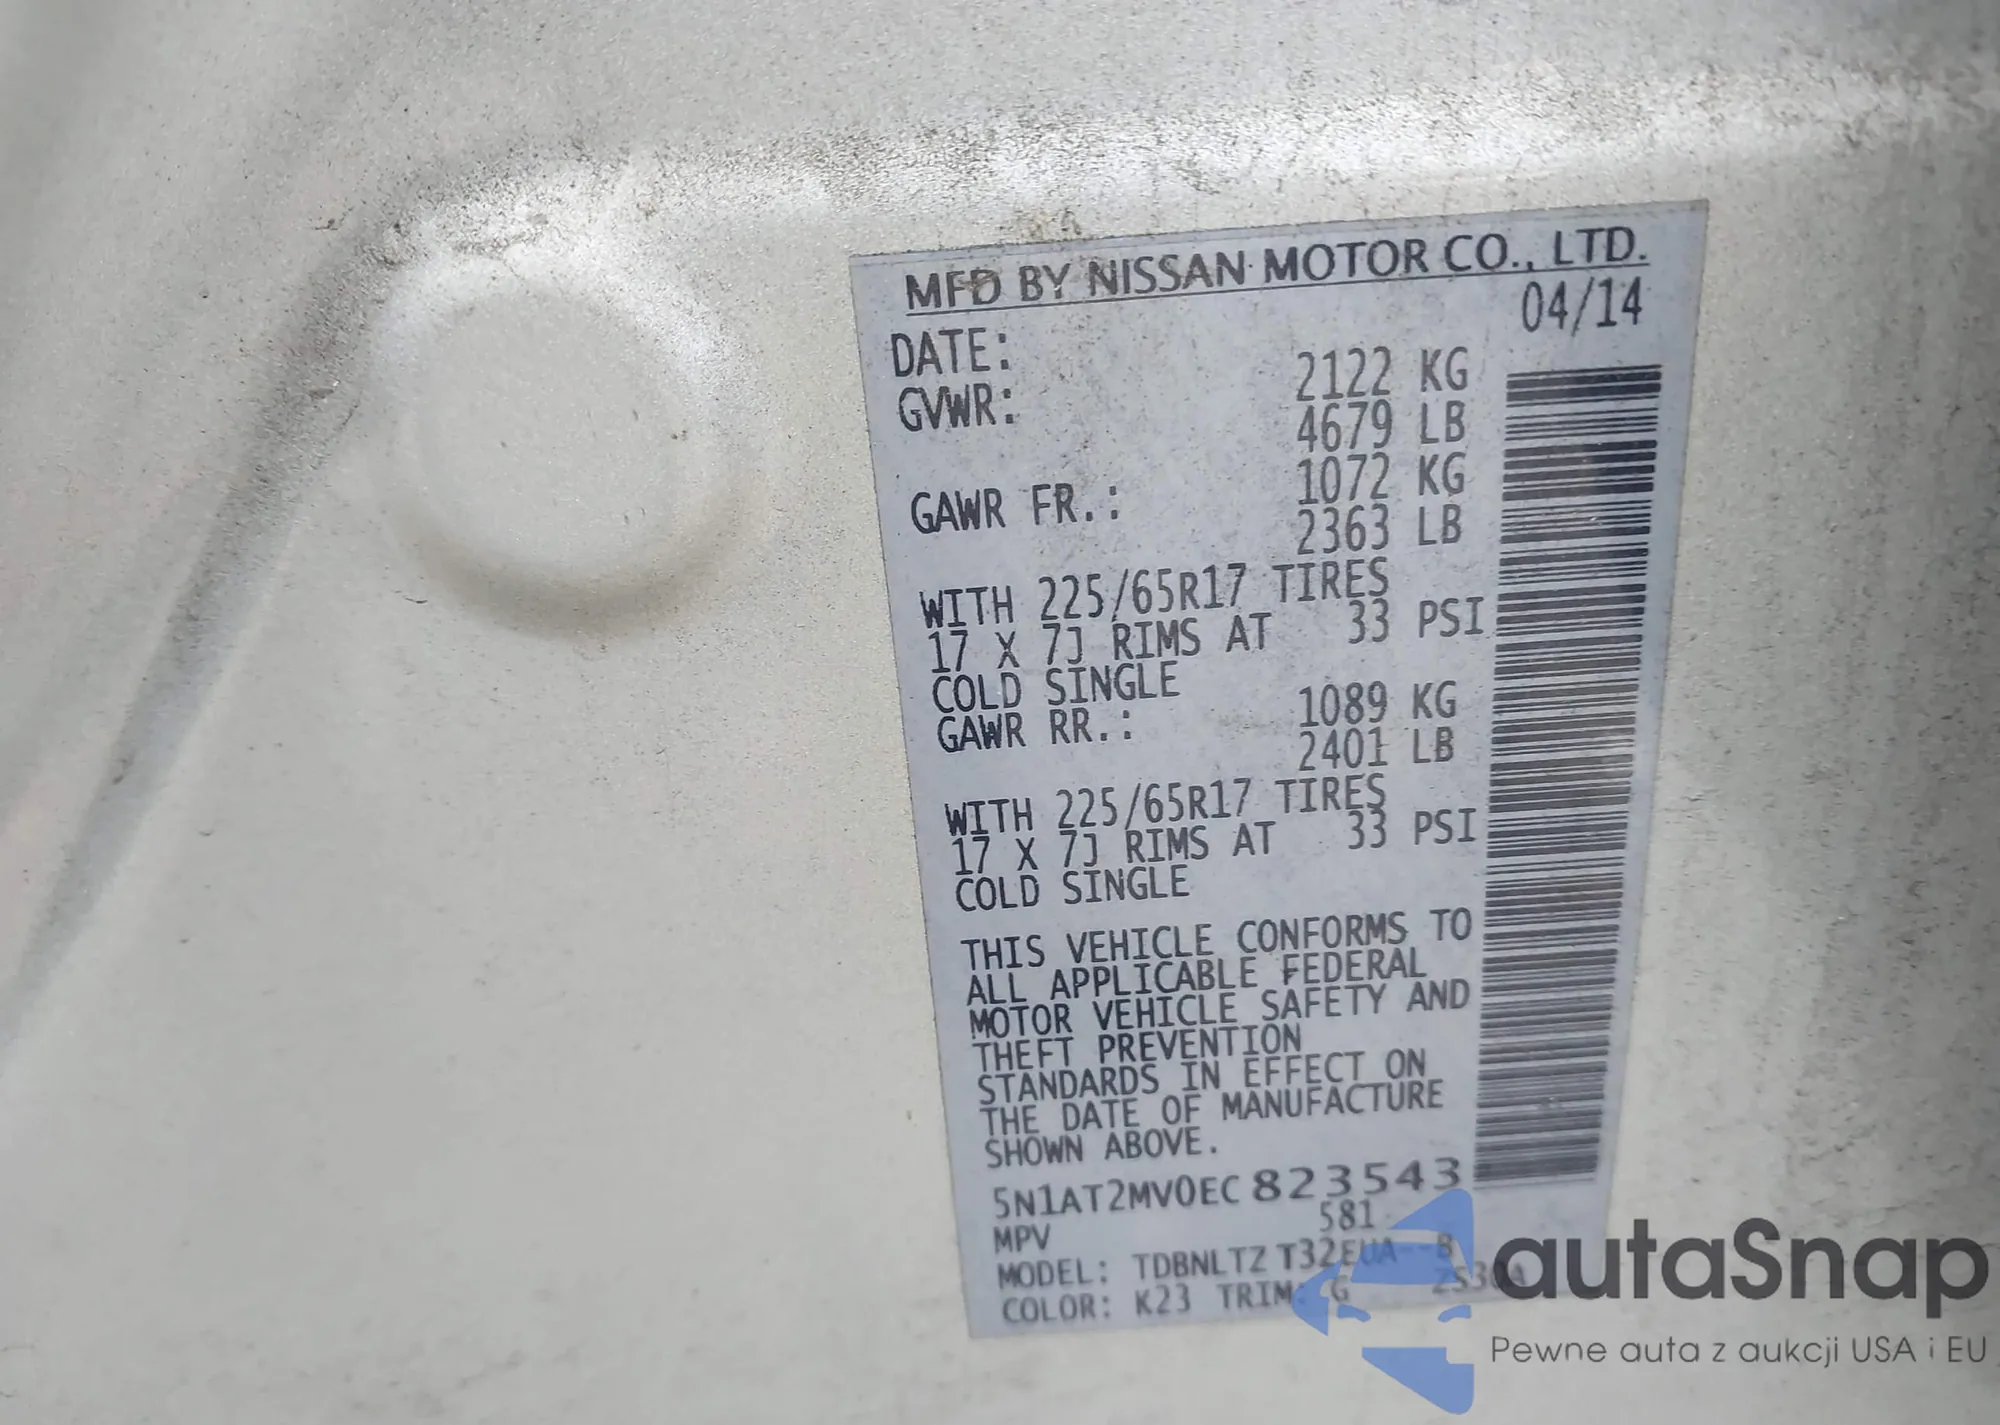 MFD BY NISSAN MOTOR CO., LTD.
DATE: 04/14
GVWR: 2122 KG
4679 LB
GAWR FR.: 1072 KG
2363 LB
WITH 225/65R17 TIRES
17 X 7J RIMS AT 33 PSI
COLD SINGLE
GAWR RR.: 1089 KG
2401 LB
WITH 225/65R17 TIRES
17 X 7J RIMS AT 33 PSI
COLD SINGLE
THIS VEHICLE CONFORMS TO
ALL APPLICABLE FEDERAL
MOTOR VEHICLE SAFETY AND
THEFT PREVENTION
STANDARDS IN EFFECT ON
THE DATE OF MANUFACTURE
SHOWN ABOVE.
5N1AT2MV0EC823543
MPV 581
MODEL: TDBNLTZ T32EUA--B
COLOR: K23 TRIM: G ZS30A
autaSnap
Pewne auta z aukcji USA i EU